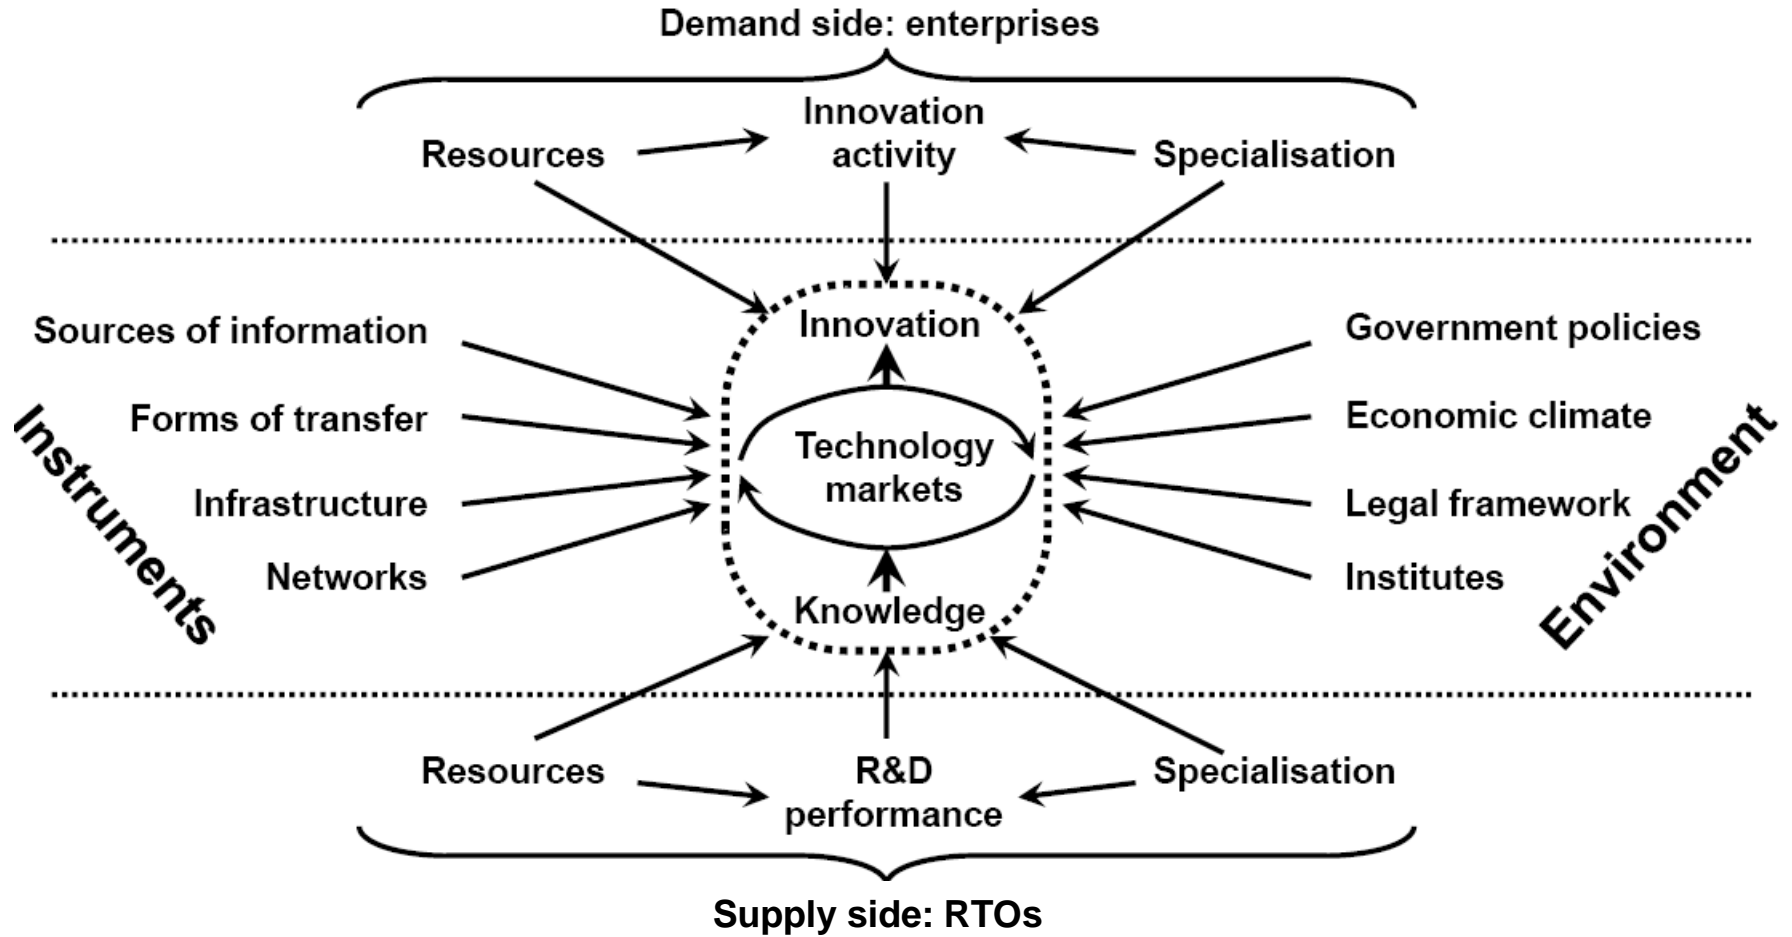 Demand side: enterprises
Innovation
activity
Resources
Specialisation
Innovation
Sources of information
Government policies
Forms of transfer
Economic climate
Technology
markets
Infrastructure
Legal framework
Networks
Institutes
Instruments
Environment
Knowledge
Resources
R&D
performance
Specialisation
Supply side: RTOs